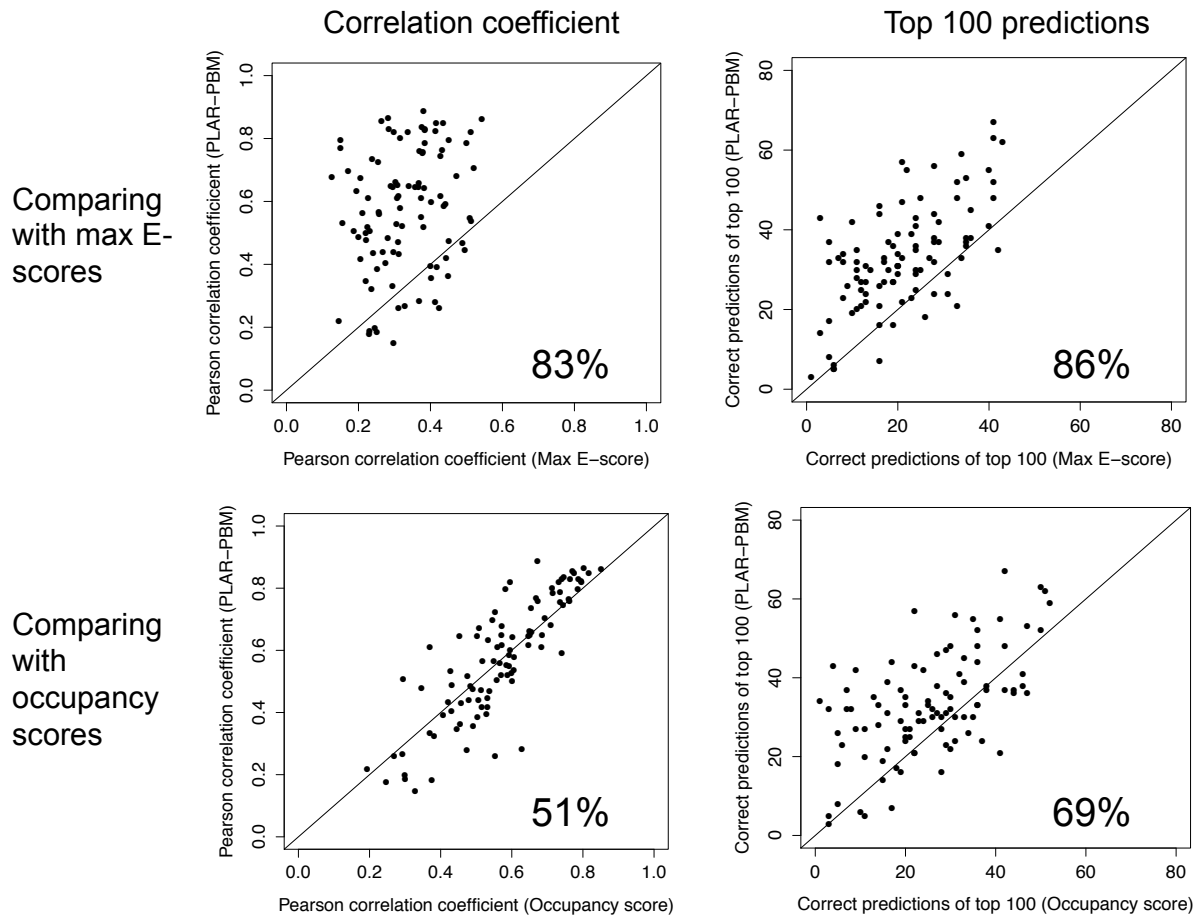 Correlation coefficient
Top 100 predictions
Comparing
with max E-
scores
Pearson correlation coefficicent (PLAR−PBM)
1.0
0.8
0.6
0.4
0.2
0.0
83%
0.0 0.2 0.4 0.6 0.8 1.0
Pearson correlation coefficient (Max E−score)
Correct predictions of top 100 (PLAR−PBM)
80
60
40
20
0
86%
0 20 40 60 80
Correct predictions of top 100 (Max E−score)
Comparing
with
occupancy
scores
Pearson correlation coefficicent (PLAR−PBM)
1.0
0.8
0.6
0.4
0.2
0.0
51%
0.0 0.2 0.4 0.6 0.8 1.0
Pearson correlation coefficient (Occupancy score)
Correct predictions of top 100 (PLAR−PBM)
80
60
40
20
0
69%
0 20 40 60 80
Correct predictions of top 100 (Occupancy score)